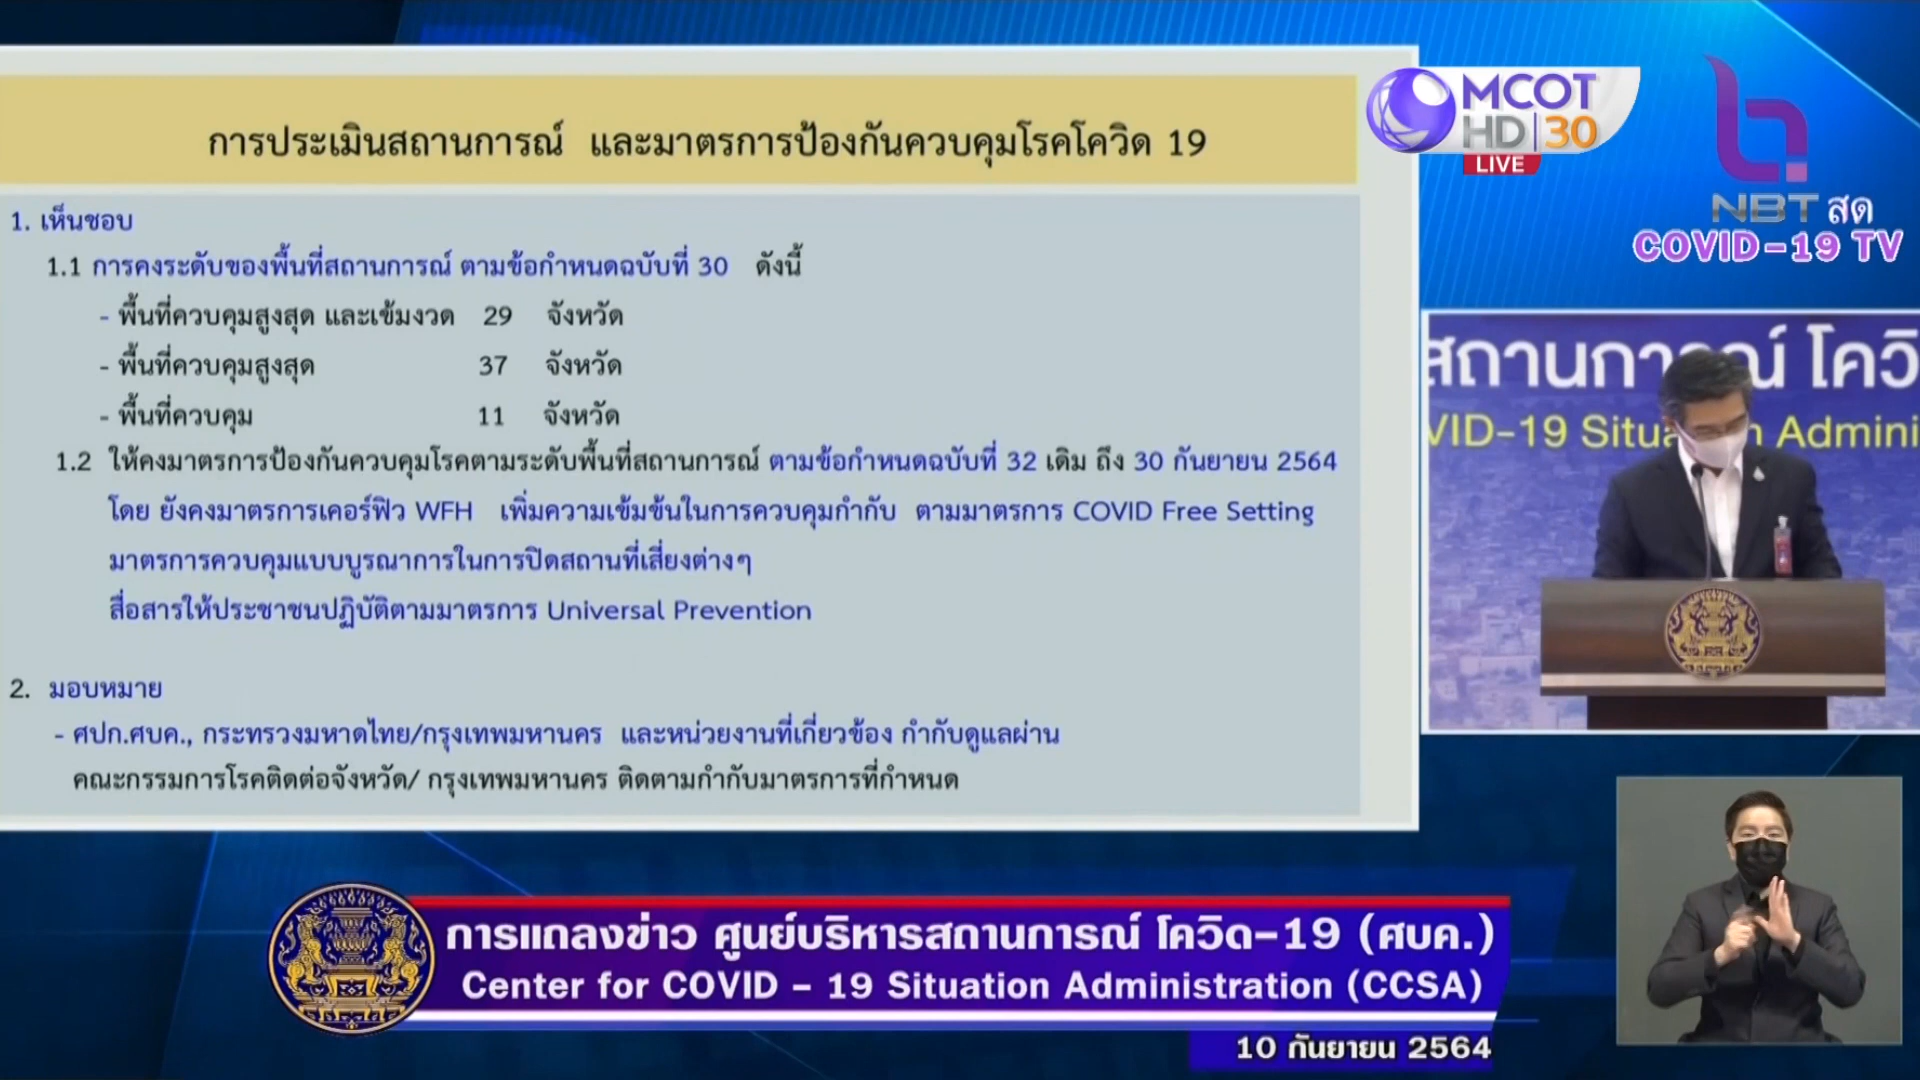 การประเมินสถานการณ์ และมาตรการป้องกันควบคุมโรคโควิด 19
1. เห็นชอบ
1.1 การคงระดับของพื้นที่สถานการณ์ ตามข้อกำหนดฉบับที่ 30 ดังนี้
- พื้นที่ควบคุมสูงสุด และเข้มงวด 29 จังหวัด
- พื้นที่ควบคุมสูงสุด 37 จังหวัด
- พื้นที่ควบคุม 11 จังหวัด
1.2 ให้คงมาตรการป้องกันควบคุมโรคตามระดับพื้นที่สถานการณ์ ตามข้อกำหนดฉบับที่ 32 เดิม ถึง 30 กันยายน 2564
โดย ยังคงมาตรการเคอร์ฟิว WFH เพิ่มความเข้มข้นในการควบคุมกำกับ ตามมาตรการ COVID Free Setting
มาตรการควบคุมแบบบูรณาการในการปิดสถานที่เสี่ยงต่างๆ
สื่อสารให้ประชาชนปฏิบัติตามมาตรการ Universal Prevention
2. มอบหมาย
- ศปก.ศบค., กระทรวงมหาดไทย/กรุงเทพมหานคร และหน่วยงานที่เกี่ยวข้อง กำกับดูแลผ่าน
คณะกรรมการโรคติดต่อจังหวัด/ กรุงเทพมหานคร ติดตามกำกับมาตรการที่กำหนด
MCOT
HD 30
LIVE
NBT สด
COVID-19 TV
สถานการณ์ โควิ
VID-19 Situation Admini
การแถลงข่าว ศูนย์บริหารสถานการณ์ โควิด-19 (ศบค.)
Center for COVID - 19 Situation Administration (CCSA)
10 กันยายน 2564